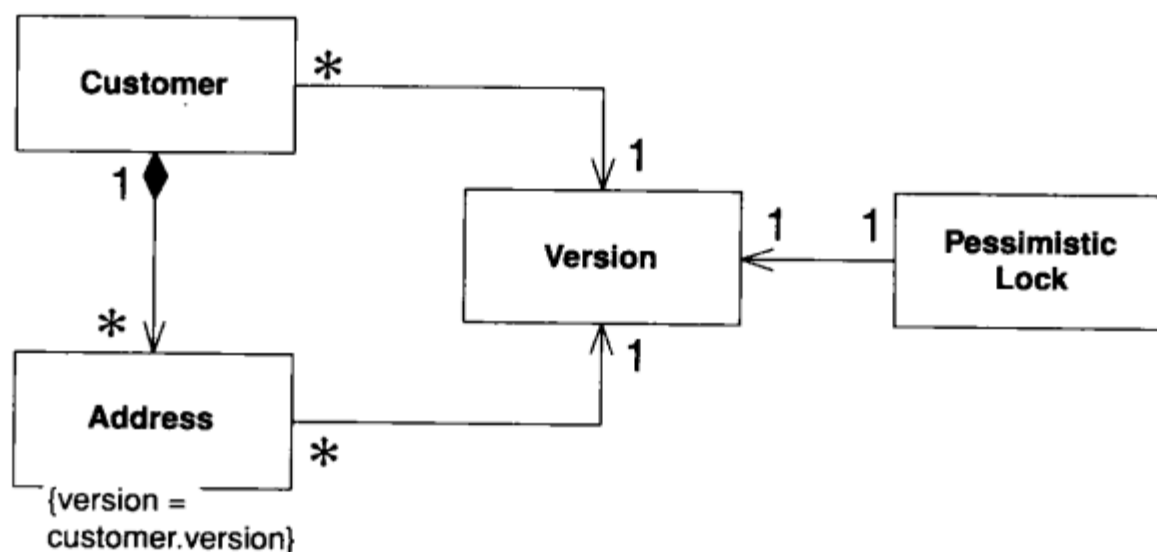 Customer
*
1
1
Version
1
1
Pessimistic
Lock
*
1
Address
*
{version =
customer.version}